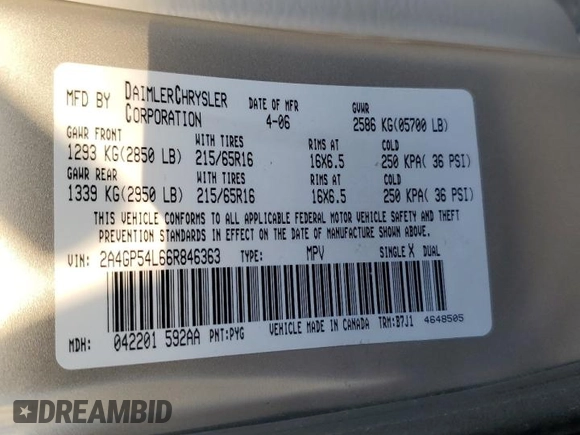 MFD BY DAIMLERCHRYSLER CORPORATION DATE OF MFR 4-06 GVWR 2586 KG(05700 LB)
GAWR FRONT WITH TIRES RIMS AT COLD
1293 KG(2850 LB) 215/65R16 16X6.5 250 KPA( 36 PSI)
GAWR REAR WITH TIRES RIMS AT COLD
1339 KG(2950 LB) 215/65R16 16X6.5 250 KPA( 36 PSI)
THIS VEHICLE CONFORMS TO ALL APPLICABLE FEDERAL MOTOR VEHICLE SAFETY AND THEFT
PREVENTION STANDARDS IN EFFECT ON THE DATE OF MANUFACTURE SHOWN ABOVE.
VIN: 2A4GP54L66R846363 TYPE: MPV SINGLE X DUAL
MDH: 042201 592AA PNT:PYG VEHICLE MADE IN CANADA TRM:B7J1 4648505
DREAMBID